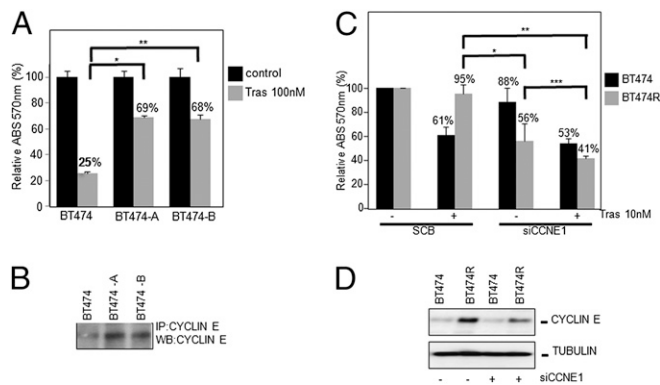 A
Relative ABS 570nm (%)
100
80
60
40
20
0
**
*
25%
69%
68%
BT474
BT474-A
BT474-B
control
Tras 100nM
B
BT474
BT474 -A
BT474 -B
IP:CYCLIN E
WB:CYCLIN E
C
Relative ABS 570nm (%)
100
80
60
40
20
0
**
*
***
61%
95%
88%
56%
53%
41%
BT474
BT474R
- + - + Tras 10nM
SCB siCCNE1
D
BT474
BT474R
BT474
BT474R
CYCLIN E
TUBULIN
- - + + siCCNE1